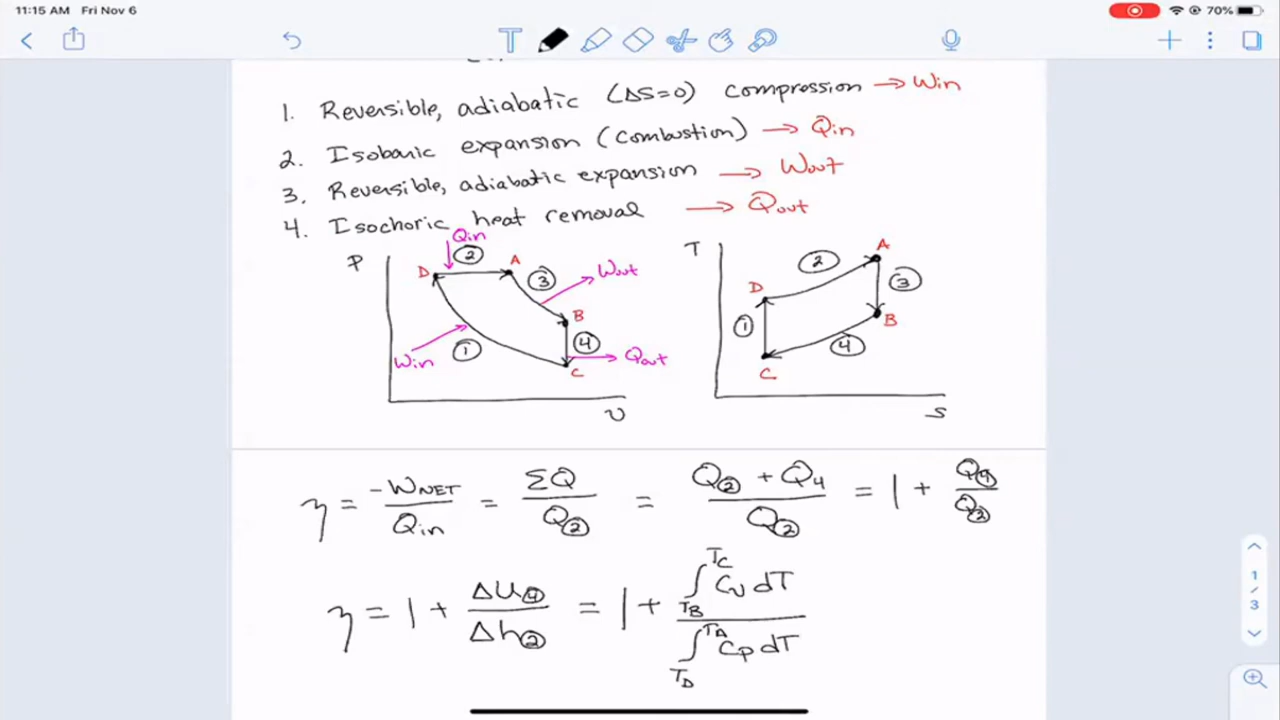 11:15 AM Fri Nov 6
70%
T
1. Reversible, adiabatic (ΔS=0) compression → Win
2. Isobaric expansion (combustion) → Qin
3. Reversible, adiabatic expansion → Wout
4. Isochoric heat removal → Qout
P
Qin
D ② A
③ Wout
B
Win ① ④ Qout
C
υ
T
A
②
D ③
① B
④
C
S
η = -WNET/Qin = ΣQ/Q② = (Q② + Q4)/Q② = 1 + Q④/Q②
η = 1 + ΔU④/Δh② = 1 + ∫TB^TC Cv dT / ∫TD^TA Cp dT
1
/
3